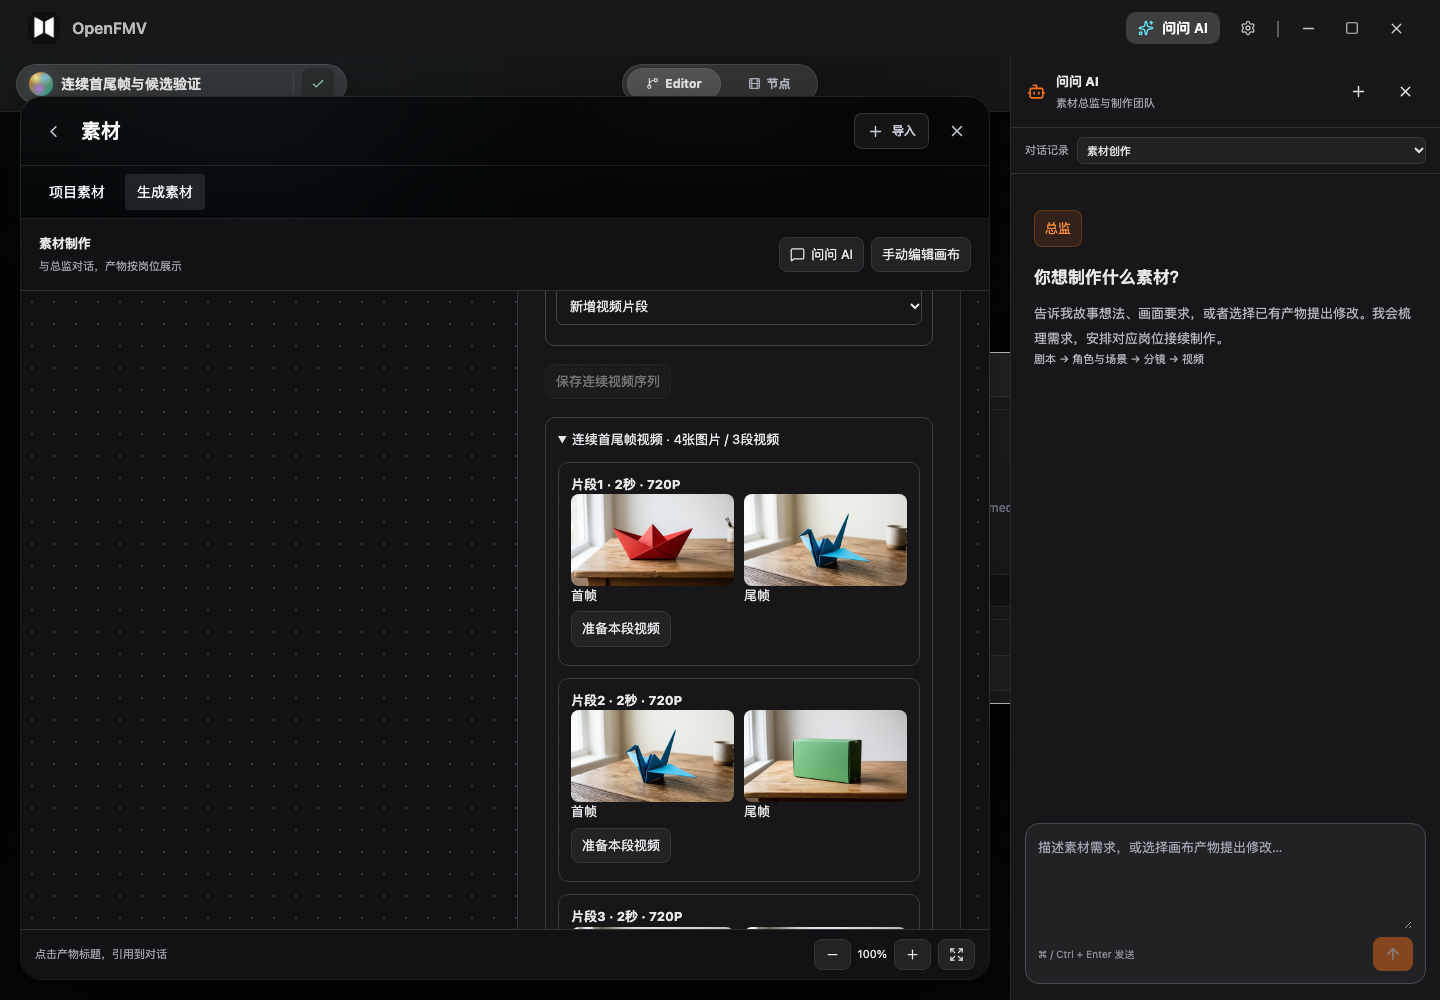 OpenFMV
问问 AI
连续首尾帧与候选验证
Editor
节点
素材
导入
项目素材
生成素材
素材制作
与总监对话，产物按岗位展示
问问 AI
手动编辑画布
新增视频片段
保存连续视频序列
连续首尾帧视频 · 4张图片 / 3段视频
片段1 · 2秒 · 720P
首帧
尾帧
准备本段视频
片段2 · 2秒 · 720P
首帧
尾帧
准备本段视频
片段3 · 2秒 · 720P
点击产物标题，引用到对话
100%
问问 AI
素材总监与制作团队
对话记录
素材创作
总监
你想制作什么素材?
告诉我故事想法、画面要求，或者选择已有产物提出修改。我会梳
理需求，安排对应岗位接续制作。
剧本 → 角色与场景 → 分镜 → 视频
描述素材需求，或选择画布产物提出修改...
⌘ / Ctrl + Enter 发送